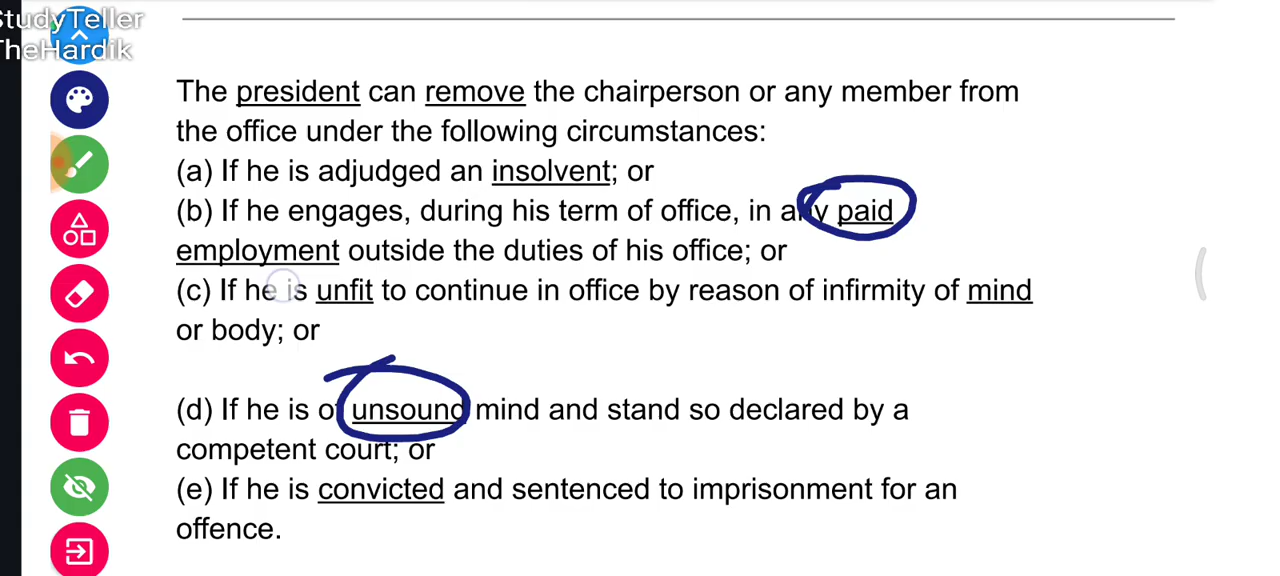 StudyTeller
TheHardik
The president can remove the chairperson or any member from
the office under the following circumstances:
(a) If he is adjudged an insolvent; or
(b) If he engages, during his term of office, in any paid
employment outside the duties of his office; or
(c) If he is unfit to continue in office by reason of infirmity of mind
or body; or
(d) If he is of unsound mind and stand so declared by a
competent court; or
(e) If he is convicted and sentenced to imprisonment for an
offence.